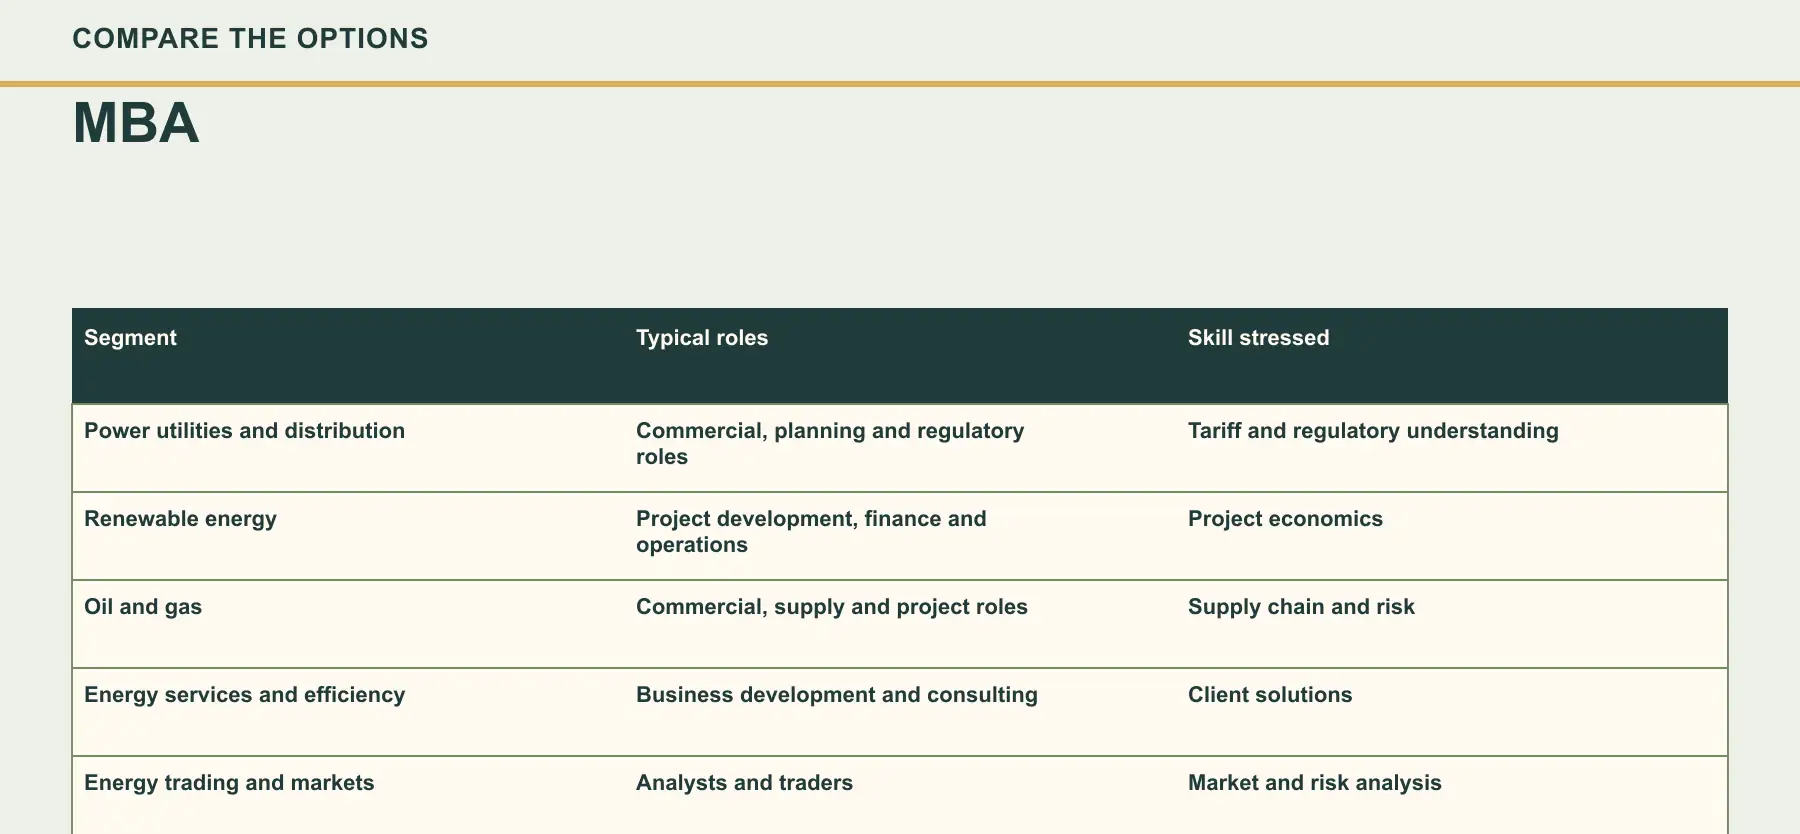 COMPARE THE OPTIONS
MBA
Segment
Typical roles
Skill stressed
Power utilities and distribution
Commercial, planning and regulatory
roles
Tariff and regulatory understanding
Renewable energy
Project development, finance and
operations
Project economics
Oil and gas
Commercial, supply and project roles
Supply chain and risk
Energy services and efficiency
Business development and consulting
Client solutions
Energy trading and markets
Analysts and traders
Market and risk analysis